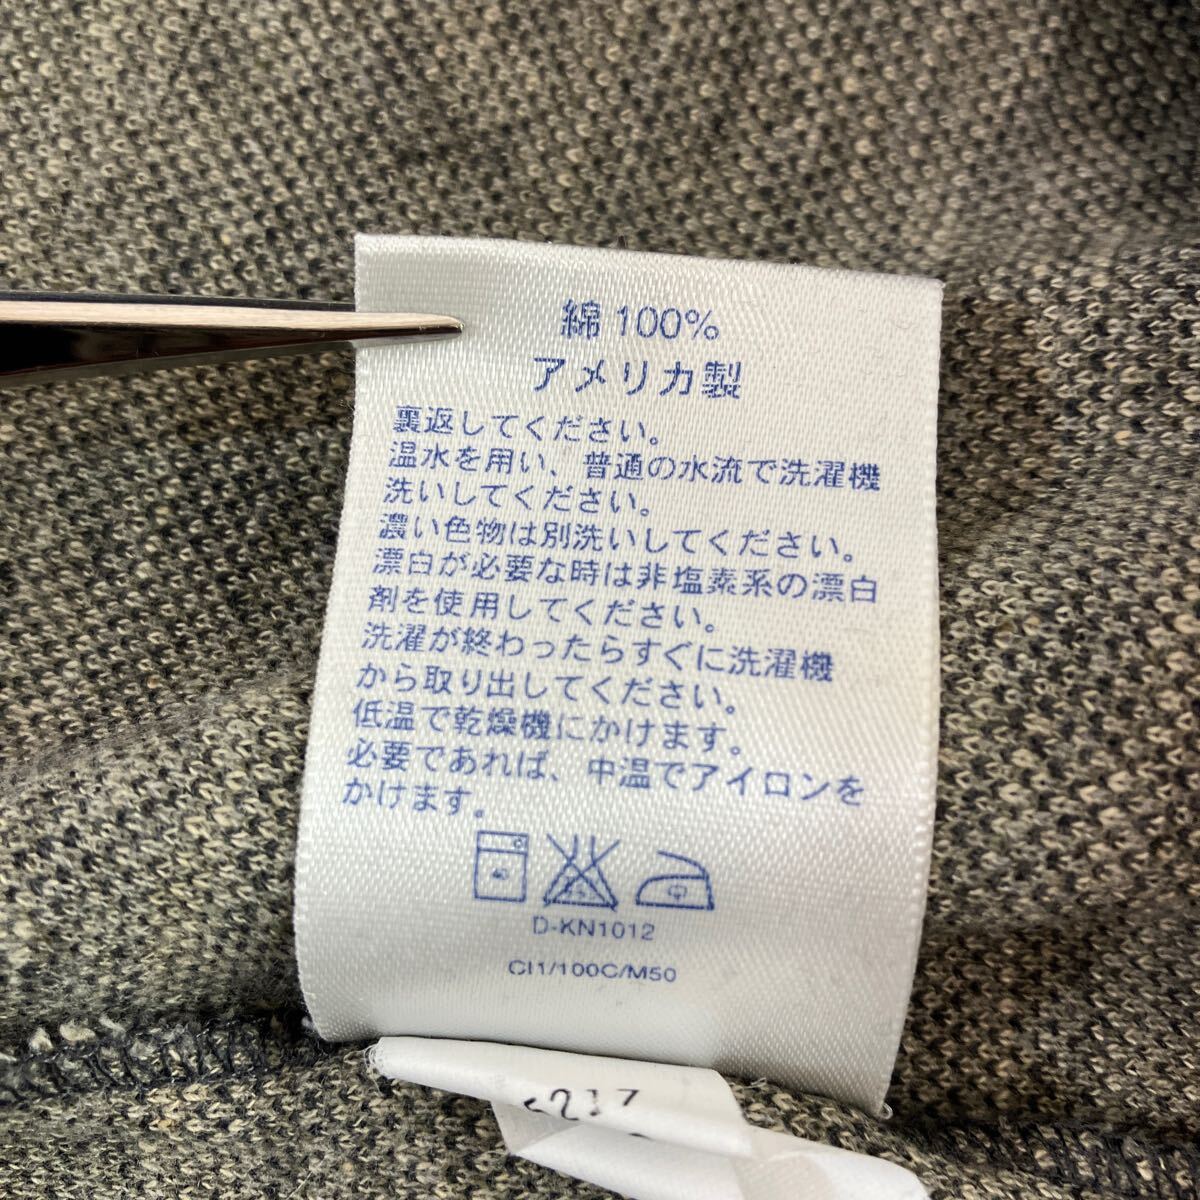 綿 100%
アメリカ製
裏返してください。
温水を用い、普通の水流で洗濯機
洗いしてください。
濃い色物は別洗いしてください。
漂白が必要な時は非塩素系の漂白
剤を使用してください。
洗濯が終わったらすぐに洗濯機
から取り出してください。
低温で乾燥機にかけます。
必要であれば、中温でアイロンを
かけます。
40 エンソ 中
D-KN1012
CI1/100C/M50